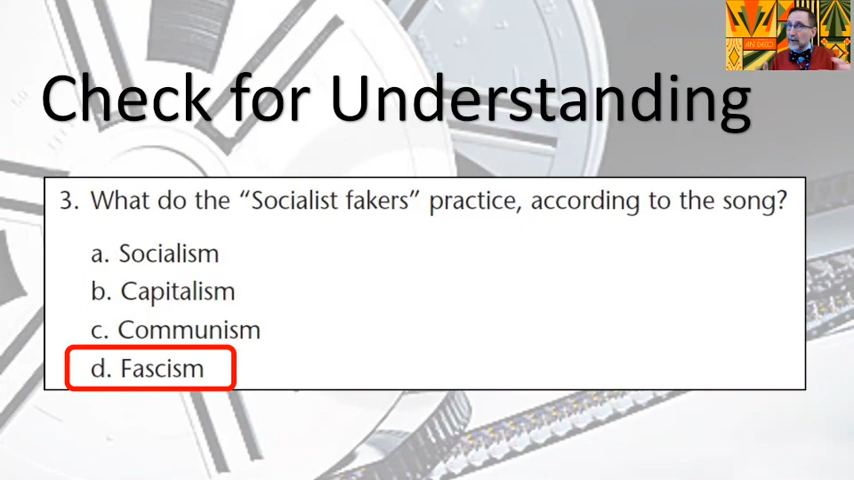 Check for Understanding
3. What do the “Socialist fakers” practice, according to the song?
a. Socialism
b. Capitalism
c. Communism
d. Fascism